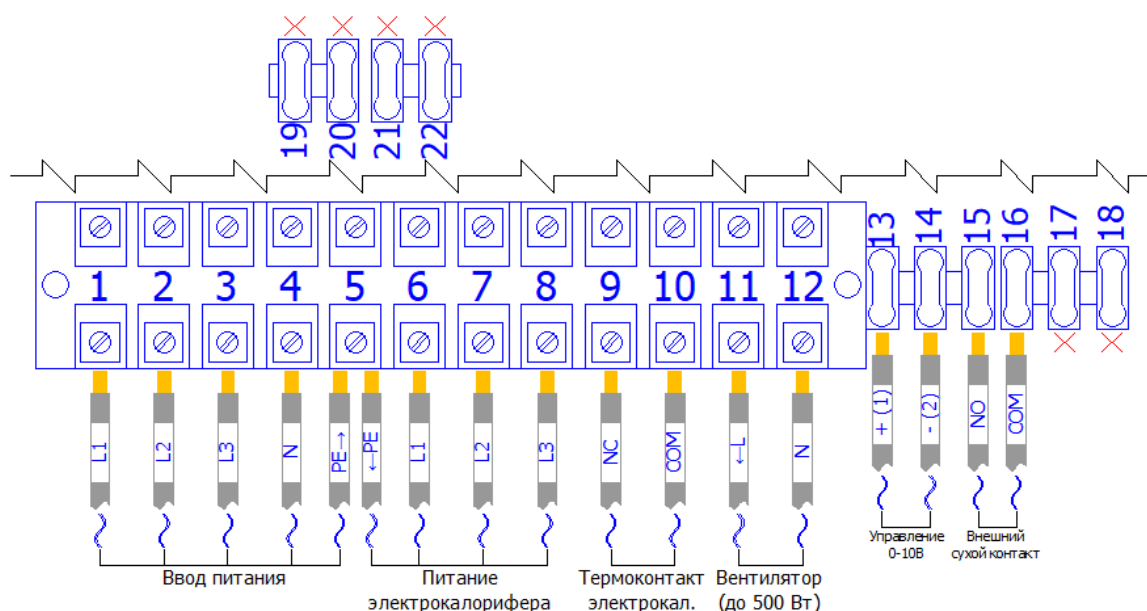 19 20 21 22
13 14 15 16 17 18
1 2 3 4 5 6 7 8 9 10 11 12
L1 L2 L3 N PE→ ←PE L1 L2 L3 NC COM ←L N + (1) - (2) NO COM
Управление
0-10В
Внешний
сухой контакт
Ввод питания
Питание
электрокалорифера
Термоконтакт
электрокал.
Вентилятор
(до 500 Вт)